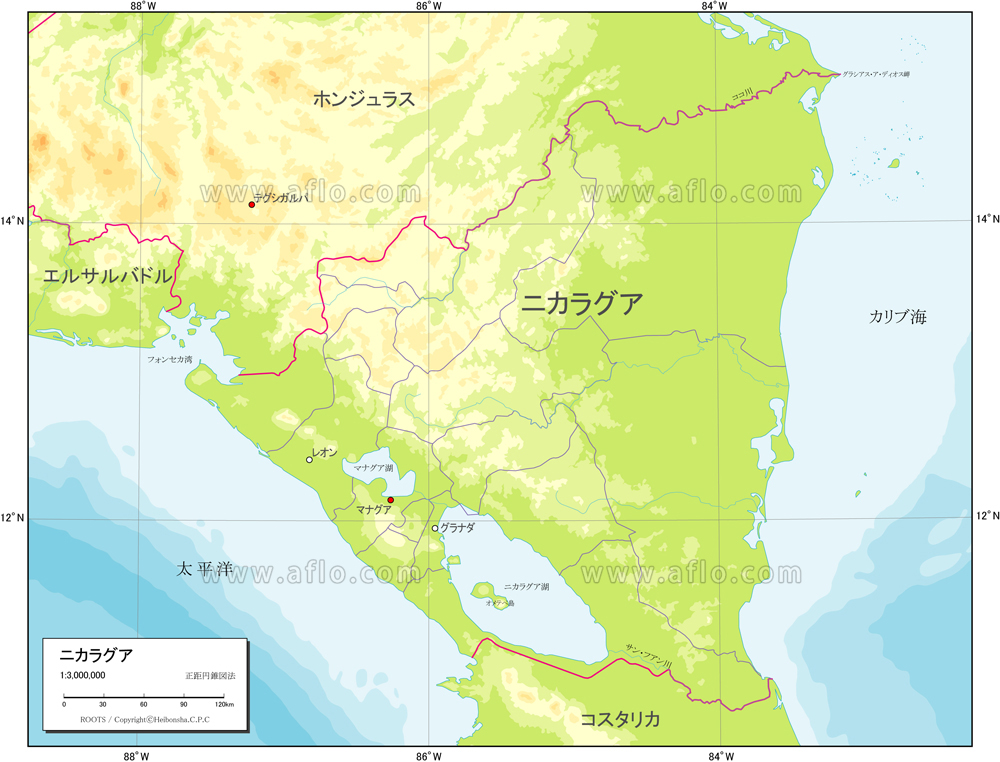 88°W 86°W 84°W
グラシアス・ア・ディオス岬
ココ川
ホンジュラス
www.aflo.com www.aflo.com
テグシガルパ
14°N 14°N
エルサルバドル
ニカラグア
カリブ海
フォンセカ湾
レオン
マナグア湖
マナグア
12°N 12°N
グラナダ
太平洋
www.aflo.com www.aflo.com
ニカラグア湖
オメテペ島
サン・フアン川
ニカラグア
1:3,000,000 正距円錐図法
0 30 60 90 120km
ROOTS / Copyright©Heibonsha.C.P.C
コスタリカ
88°W 86°W 84°W